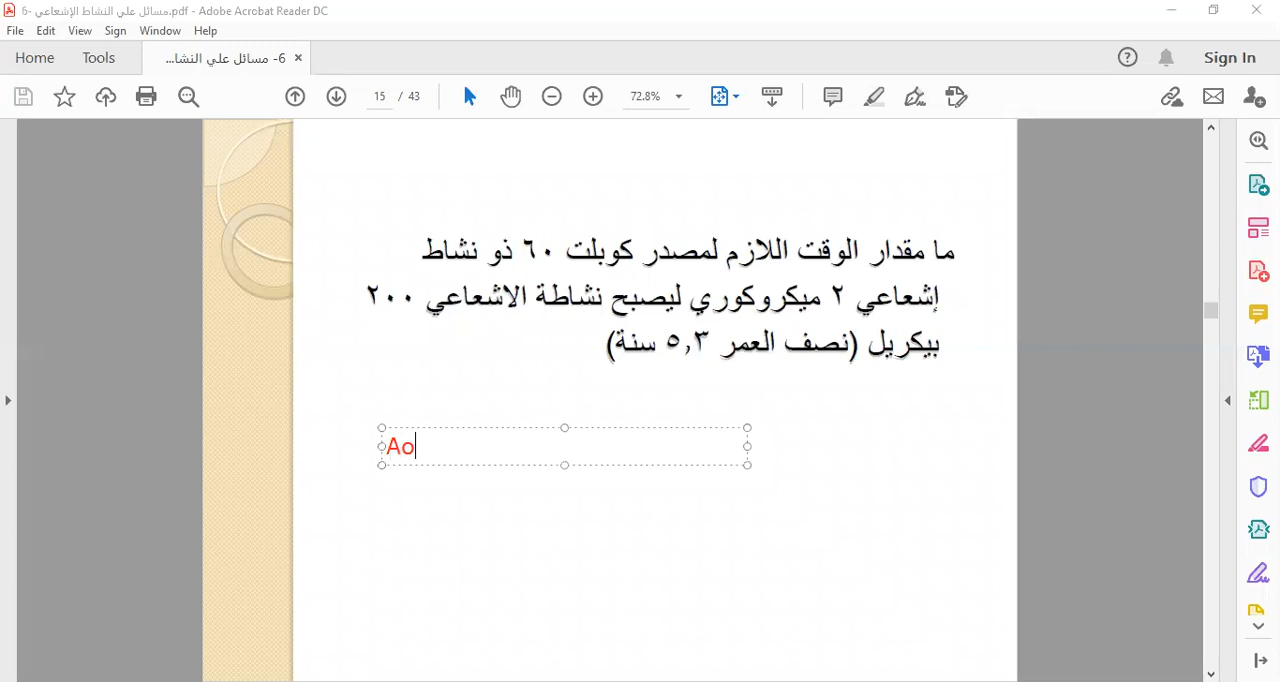 6- مسائل علي النشاط الإشعاعي.pdf - Adobe Acrobat Reader DC
File Edit View Sign Window Help
Home Tools 6- مسائل علي النشا... × Sign In
15 / 43 72.8%
ما مقدار الوقت اللازم لمصدر كوبلت ٦٠ ذو نشاط
إشعاعي ٢ ميكروكوري ليصبح نشاطة الاشعاعي ٢٠٠
بيكريل (نصف العمر ٥,٣ سنة)
Ao